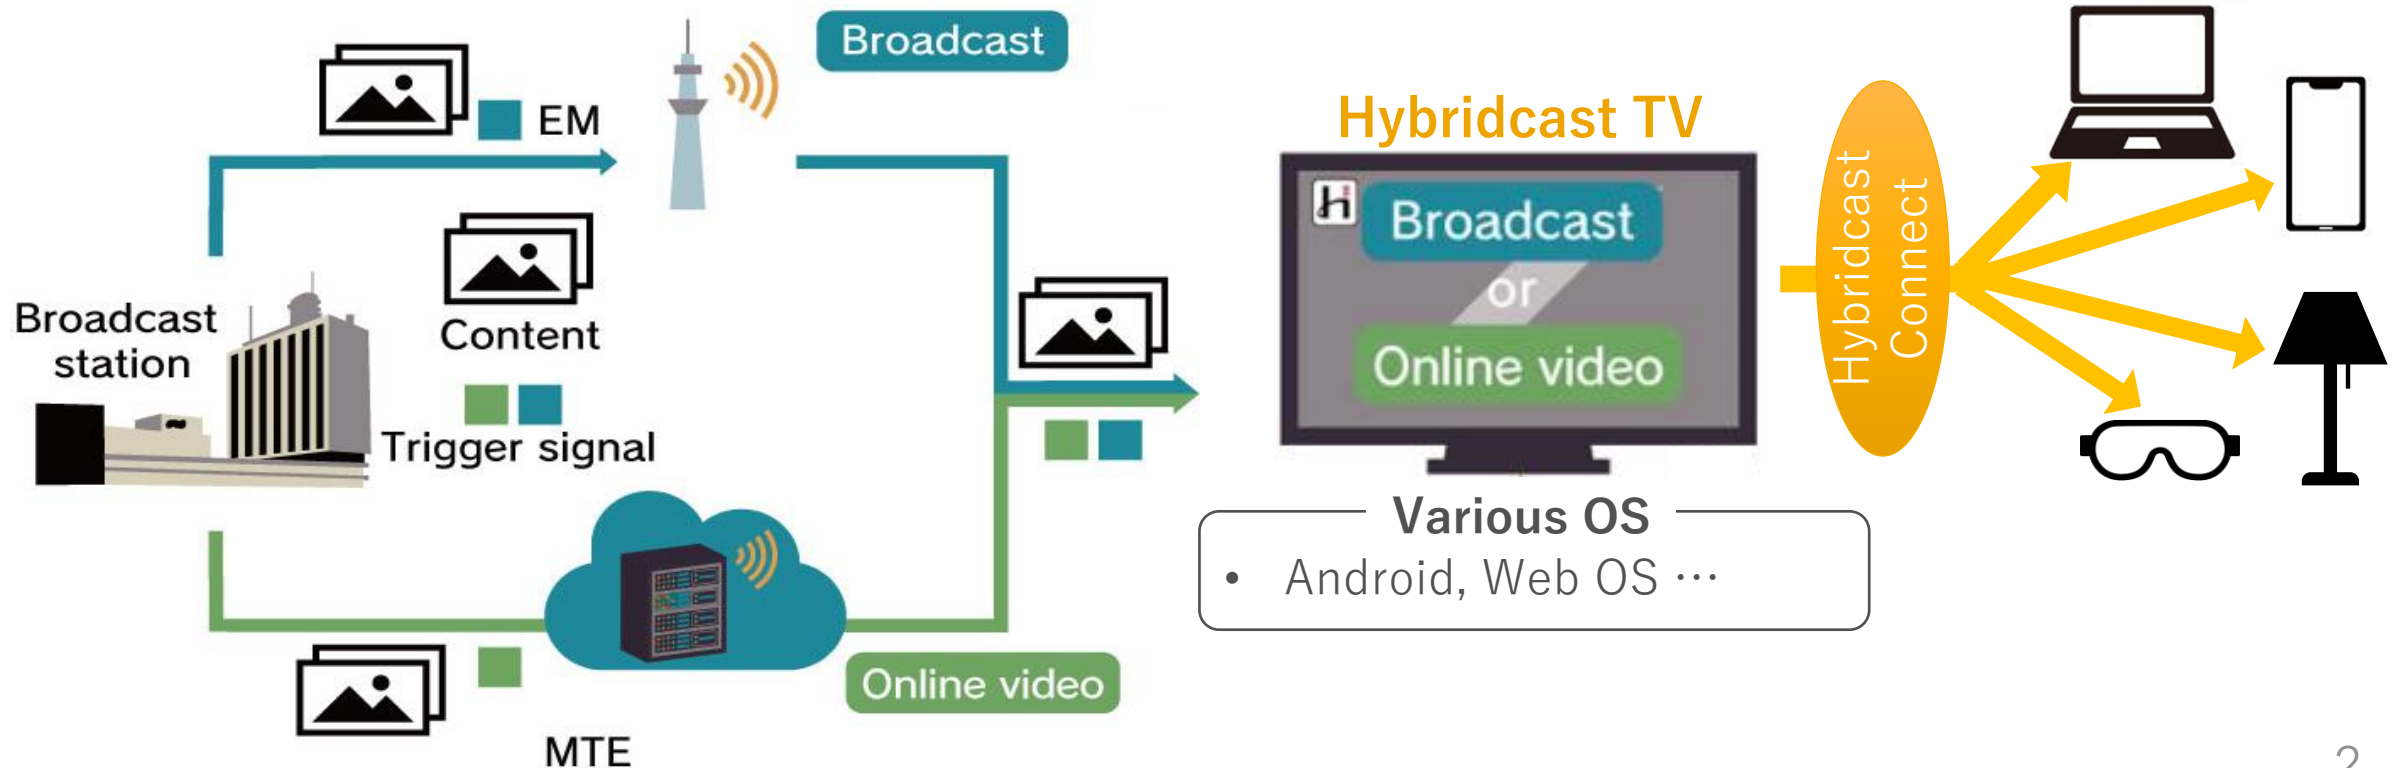 Broadcast
EM
Broadcast
station
Content
Trigger signal
Online video
MTE
Hybridcast TV
Broadcast
or
Online video
Various OS
• Android, Web OS …
Hybridcast
Connect
2